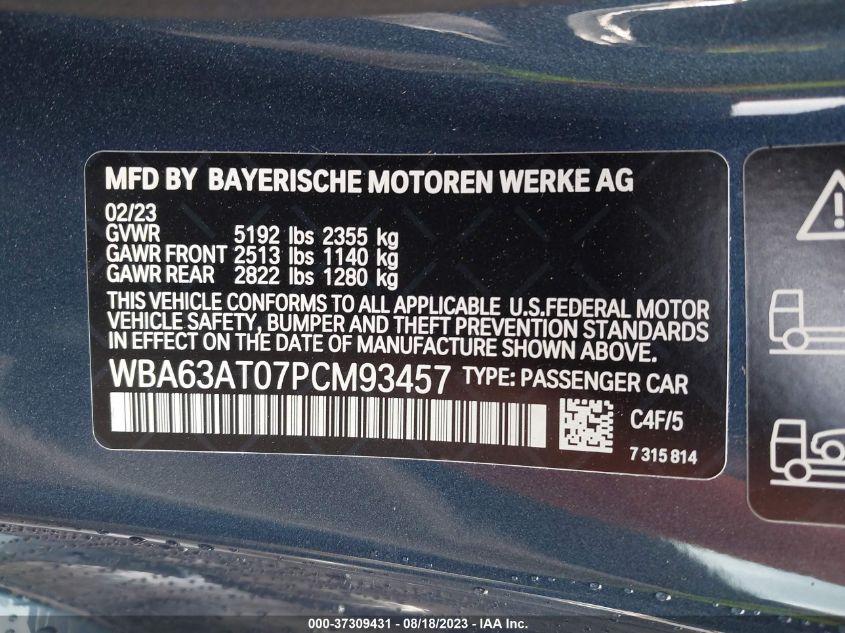 MFD BY BAYERISCHE MOTOREN WERKE AG
02/23
GVWR 5192 lbs 2355 kg
GAWR FRONT 2513 lbs 1140 kg
GAWR REAR 2822 lbs 1280 kg
THIS VEHICLE CONFORMS TO ALL APPLICABLE U.S.FEDERAL MOTOR
VEHICLE SAFETY, BUMPER AND THEFT PREVENTION STANDARDS
IN EFFECT ON THE DATE OF MANUFACTURE SHOWN ABOVE.
WBA63AT07PCM93457 TYPE: PASSENGER CAR
C4F/5
7 315 814
000-37309431 - 08/18/2023 - IAA Inc.